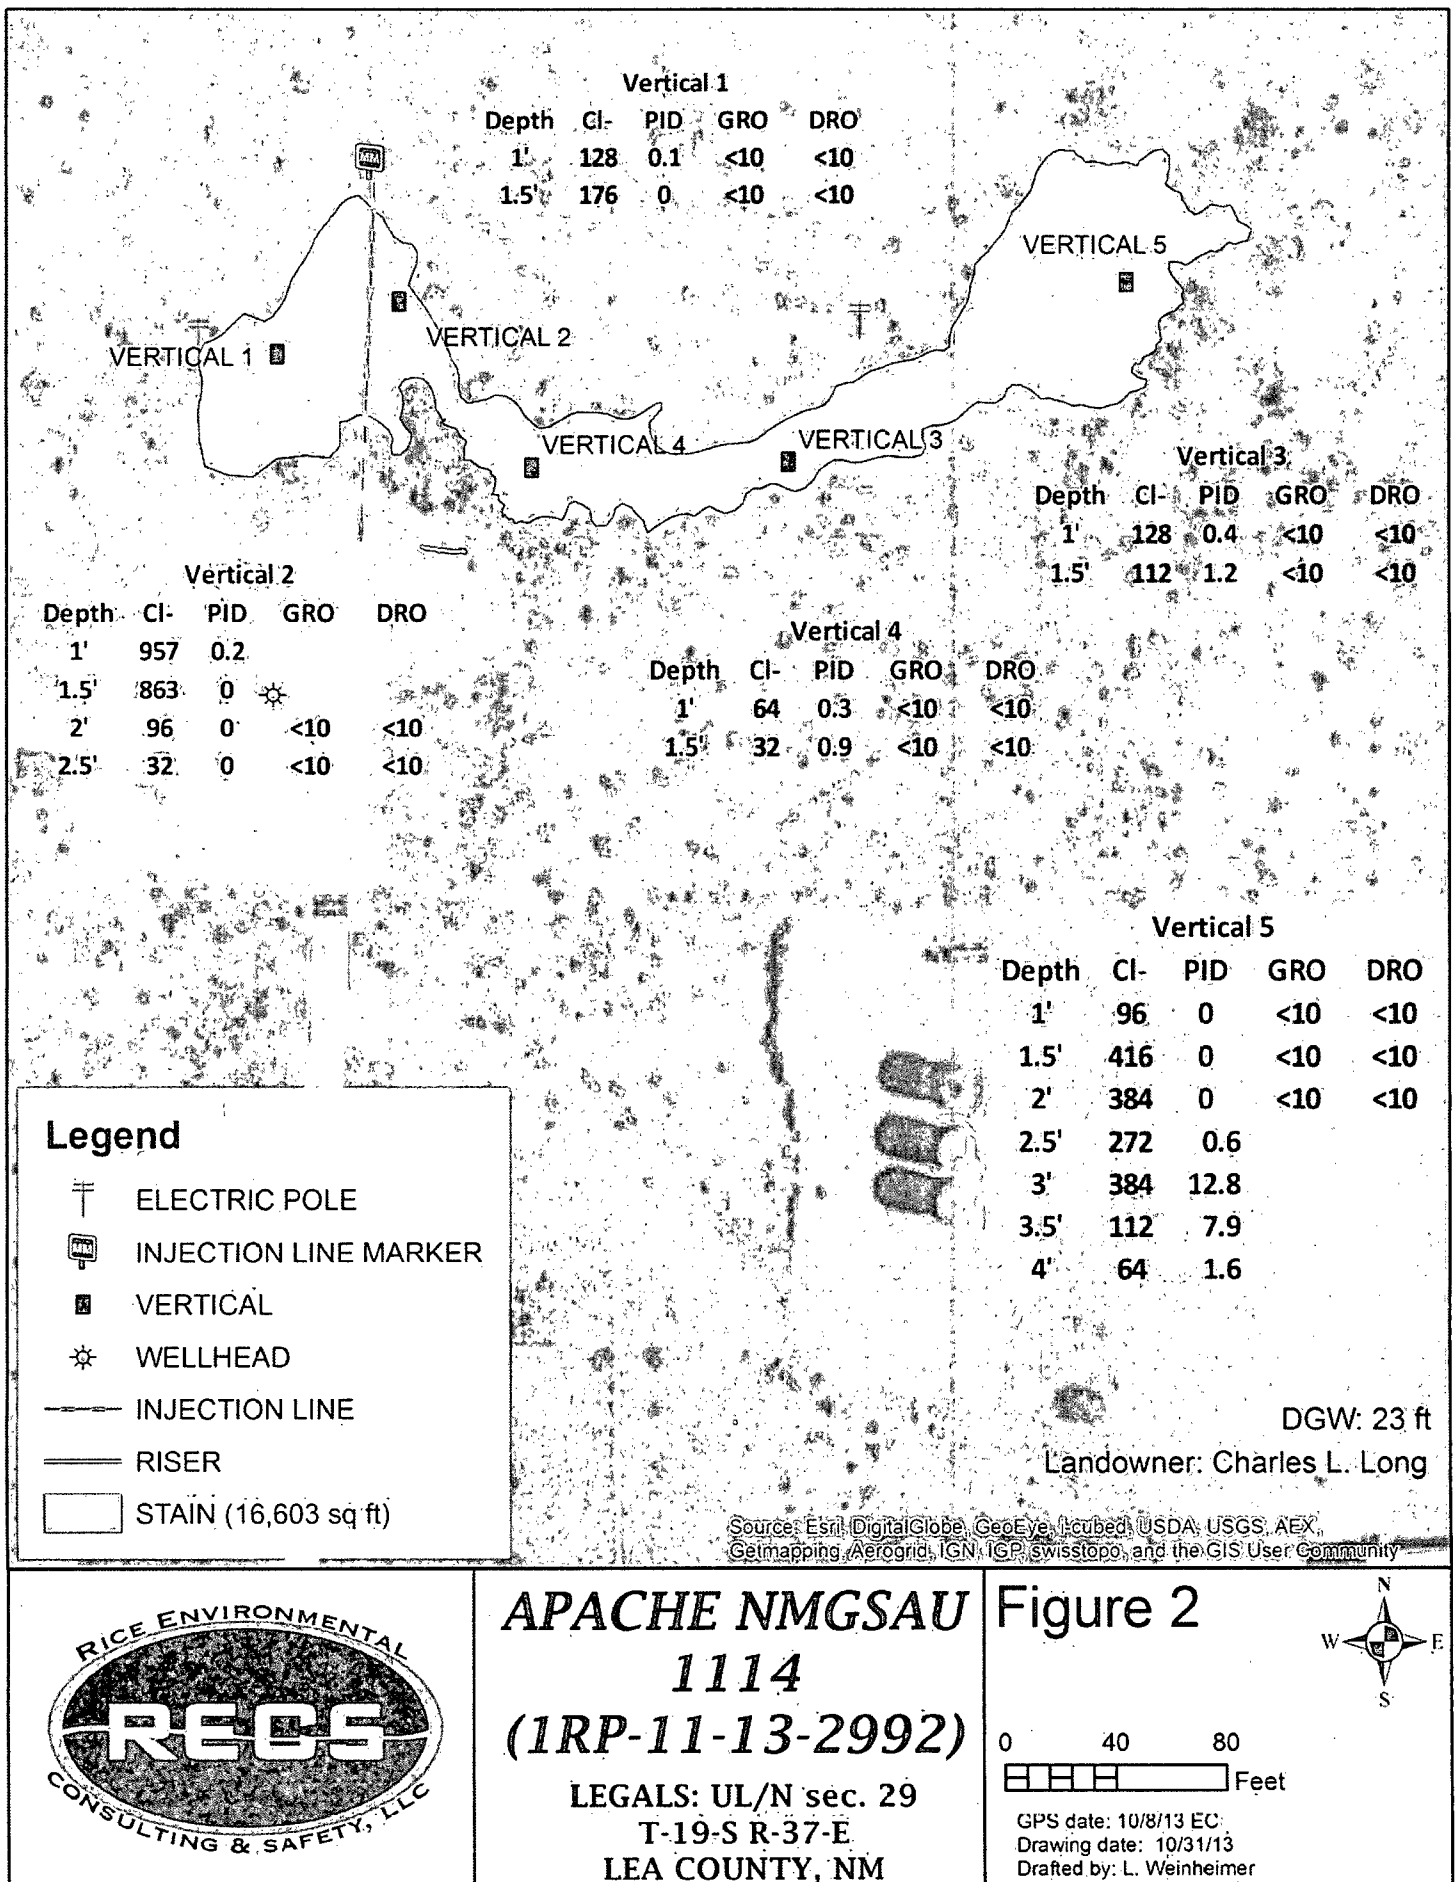 Vertical 1
Depth Cl- PID GRO DRO
1' 128 0.1 <10 <10
1.5' 176 0 <10 <10
VERTICAL 5
VERTICAL 2
VERTICAL 1
VERTICAL 4
VERTICAL 3
Vertical 3
Depth Cl- PID GRO DRO
1' 128 0.4 <10 <10
1.5' 112 1.2 <10 <10
Vertical 2
Depth Cl- PID GRO DRO
1' 957 0.2
1.5' 863 0
2' 96 0 <10 <10
2.5' 32 0 <10 <10
Vertical 4
Depth Cl- PID GRO DRO
1' 64 0.3 <10 <10
1.5' 32 0.9 <10 <10
Vertical 5
Depth Cl- PID GRO DRO
1' 96 0 <10 <10
1.5' 416 0 <10 <10
2' 384 0 <10 <10
2.5' 272 0.6
3' 384 12.8
3.5' 112 7.9
4' 64 1.6
Legend
ELECTRIC POLE
INJECTION LINE MARKER
VERTICAL
WELLHEAD
INJECTION LINE
RISER
STAIN (16,603 sq ft)
DGW: 23 ft
Landowner: Charles L. Long
Source: Esri, DigitalGlobe, GeoEye, i-cubed, USDA, USGS, AEX,
Getmapping, Aerogrid, IGN, IGP, swisstopo, and the GIS User Community
RICE ENVIRONMENTAL
RECS
CONSULTING & SAFETY, LLC
APACHE NMGSAU
1114
(1RP-11-13-2992)
LEGALS: UL/N sec. 29
T-19-S R-37-E
LEA COUNTY, NM
Figure 2
N
W E
S
0 40 80
Feet
GPS date: 10/8/13 EC
Drawing date: 10/31/13
Drafted by: L. Weinheimer